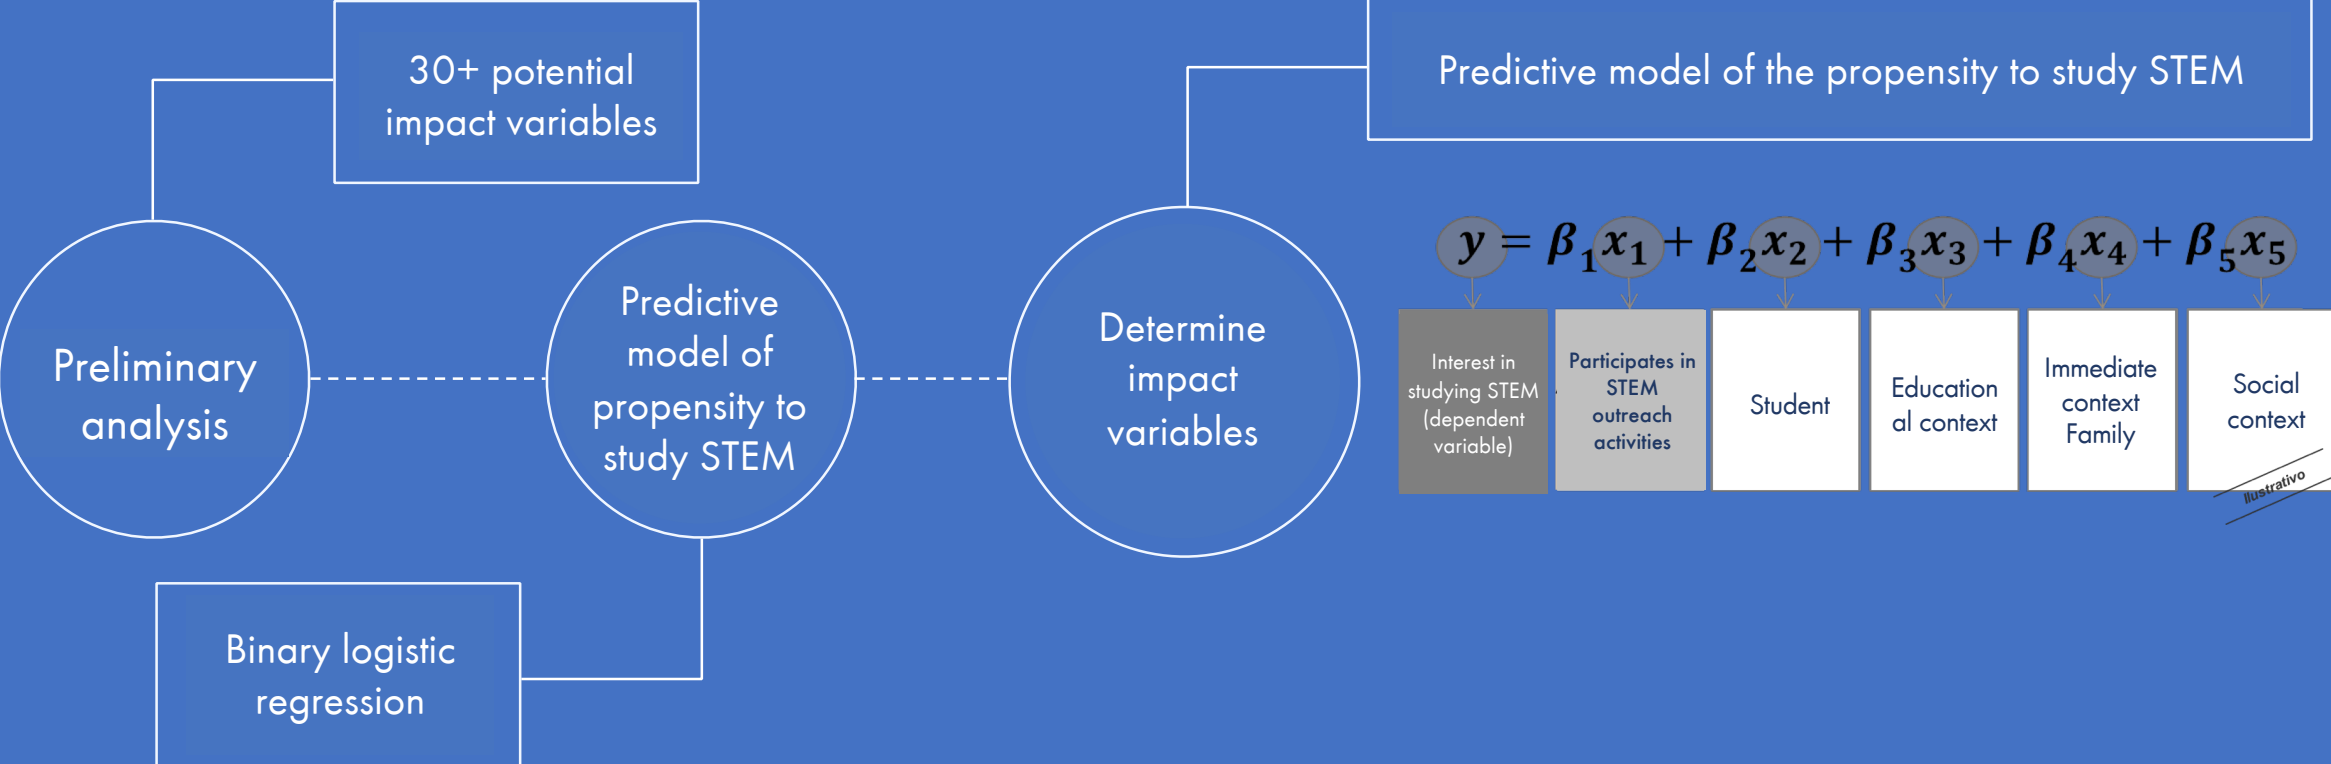 30+ potential
impact variables
Predictive model of the propensity to study STEM
y = β₁x₁ + β₂x₂ + β₃x₃ + β₄x₄ + β₅x₅
Preliminary
analysis
Predictive
model of
propensity to
study STEM
Determine
impact
variables
Interest in
studying STEM
(dependent
variable)
Participates in
STEM
outreach
activities
Student
Education
al context
Immediate
context
Family
Social
context
Ilustrativo
Binary logistic
regression